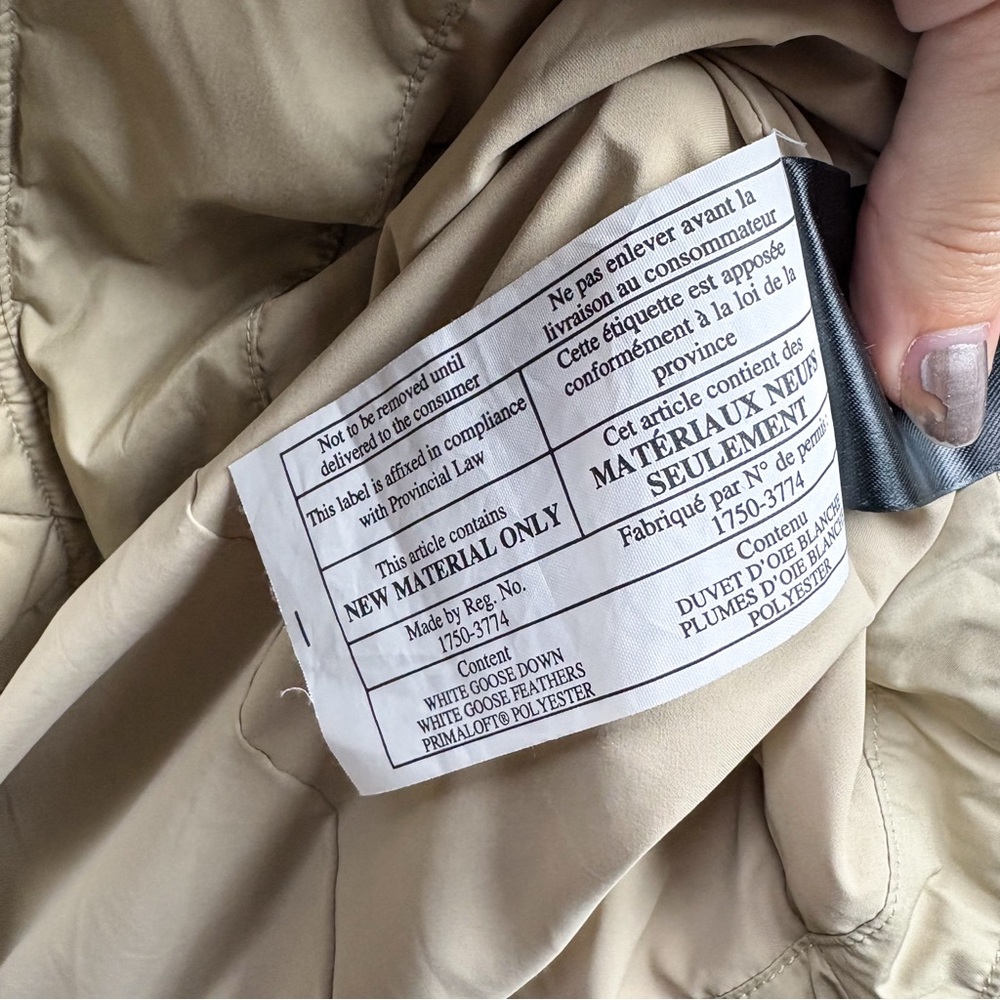 Not to be removed until
delivered to the consumer
This label is affixed in compliance
with Provincial Law
This article contains
NEW MATERIAL ONLY
Made by Reg. No.
1750-3774
Content
WHITE GOOSE DOWN
WHITE GOOSE FEATHERS
PRIMALOFT® POLYESTER
Ne pas enlever avant la
livraison au consommateur
Cette étiquette est apposée
conformément à la loi de la
province
Cet article contient des
MATÉRIAUX NEUFS
SEULEMENT
Fabriqué par N° de permis:
1750-3774
Contenu
DUVET D'OIE BLANCHE
PLUMES D'OIE BLANCHE
POLYESTER